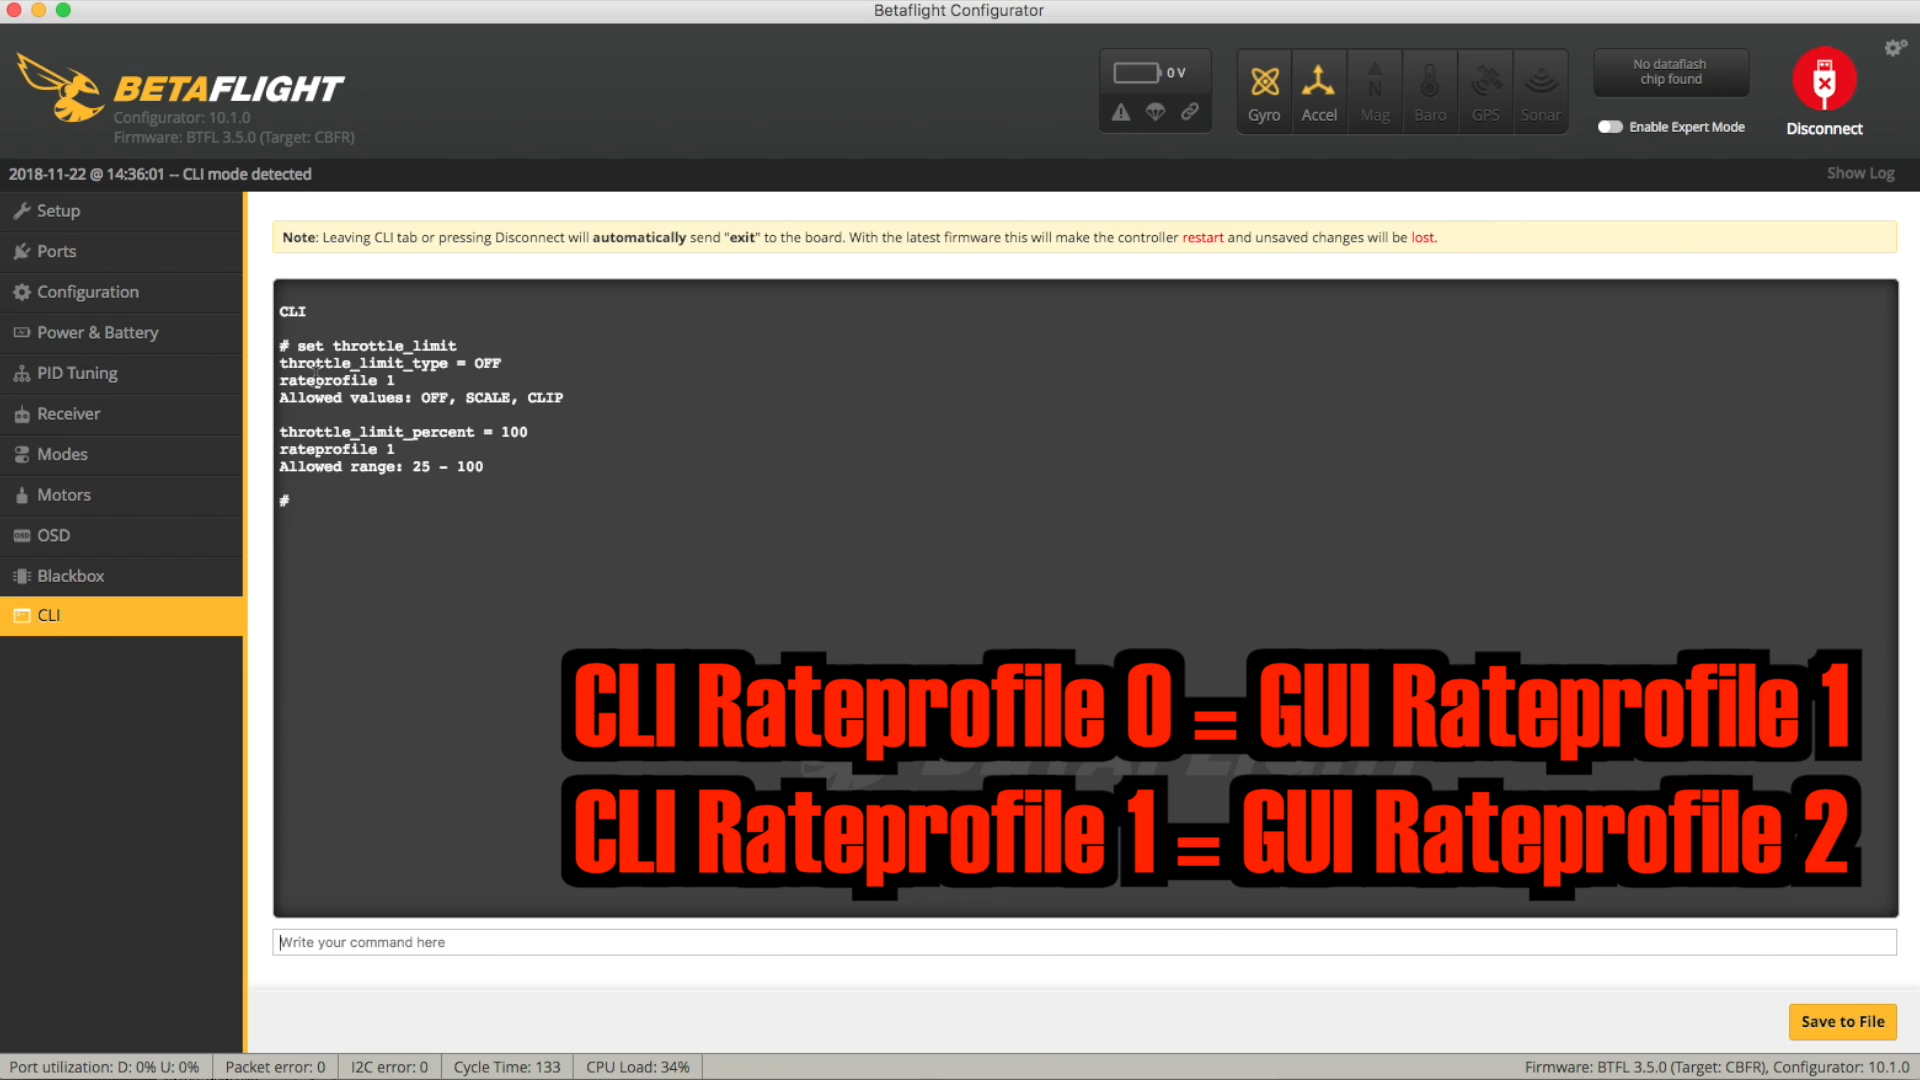 Betaflight Configurator
BETAFLIGHT
Configurator: 10.1.0
Firmware: BTFL 3.5.0 (Target: CBFR)
0 V
Gyro
Accel
Mag
Baro
GPS
Sonar
No dataflash
chip found
Enable Expert Mode
Disconnect
2018-11-22 @ 14:36:01 -- CLI mode detected
Show Log
Setup
Ports
Configuration
Power & Battery
PID Tuning
Receiver
Modes
Motors
OSD
Blackbox
CLI
Note: Leaving CLI tab or pressing Disconnect will automatically send "exit" to the board. With the latest firmware this will make the controller restart and unsaved changes will be lost.
CLI
# set throttle_limit
throttle_limit_type = OFF
rateprofile 1
Allowed values: OFF, SCALE, CLIP
throttle_limit_percent = 100
rateprofile 1
Allowed range: 25 - 100
#
CLI Rateprofile 0 = GUI Rateprofile 1
CLI Rateprofile 1 = GUI Rateprofile 2
Write your command here
Save to File
Port utilization: D: 0% U: 0%
Packet error: 0
I2C error: 0
Cycle Time: 133
CPU Load: 34%
Firmware: BTFL 3.5.0 (Target: CBFR), Configurator: 10.1.0